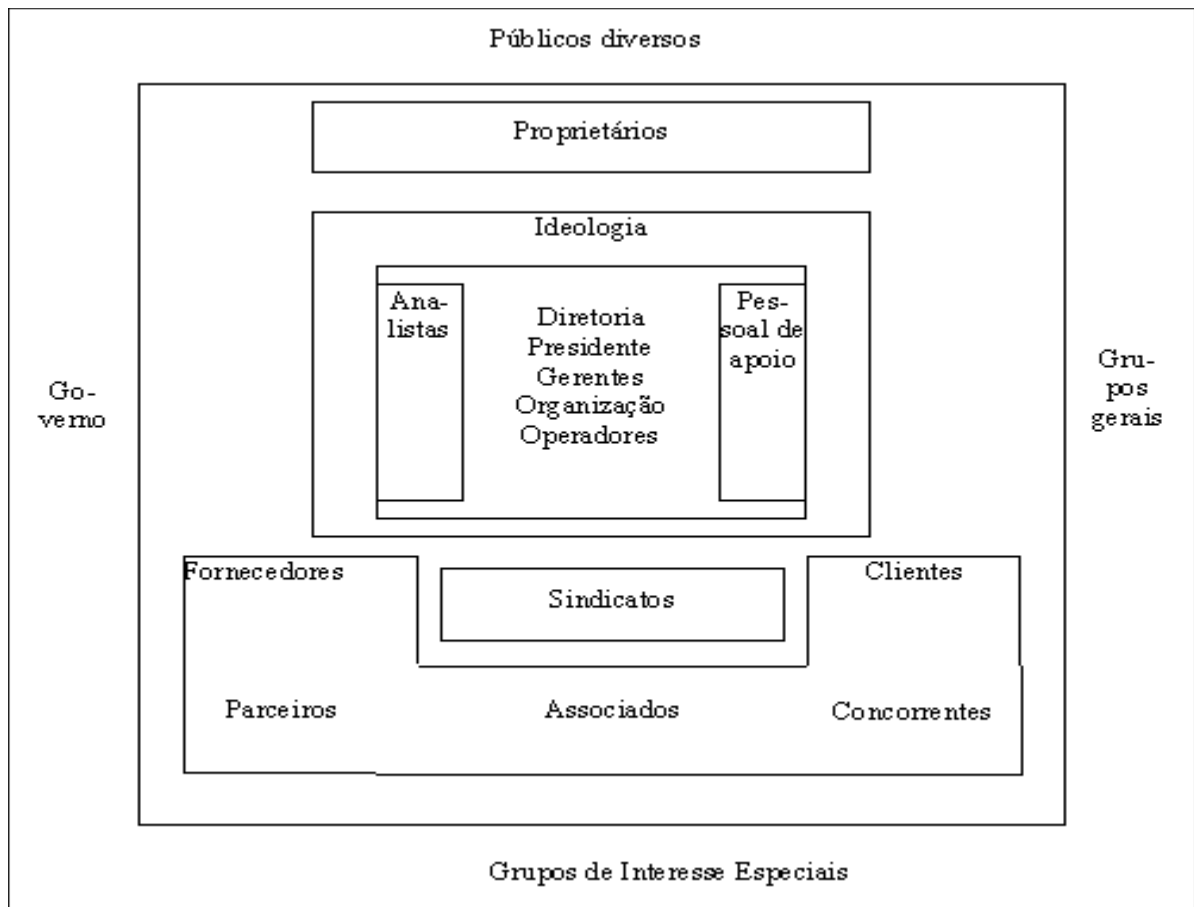 Públicos diversos
Proprietários
Ideologia
Ana-
listas
Diretoria
Presidente
Gerentes
Organização
Operadores
Pes-
soal de
apoio
Go-
verno
Gru-
pos
gerais
Fornecedores
Sindicatos
Clientes
Parceiros
Associados
Concorrentes
Grupos de Interesse Especiais